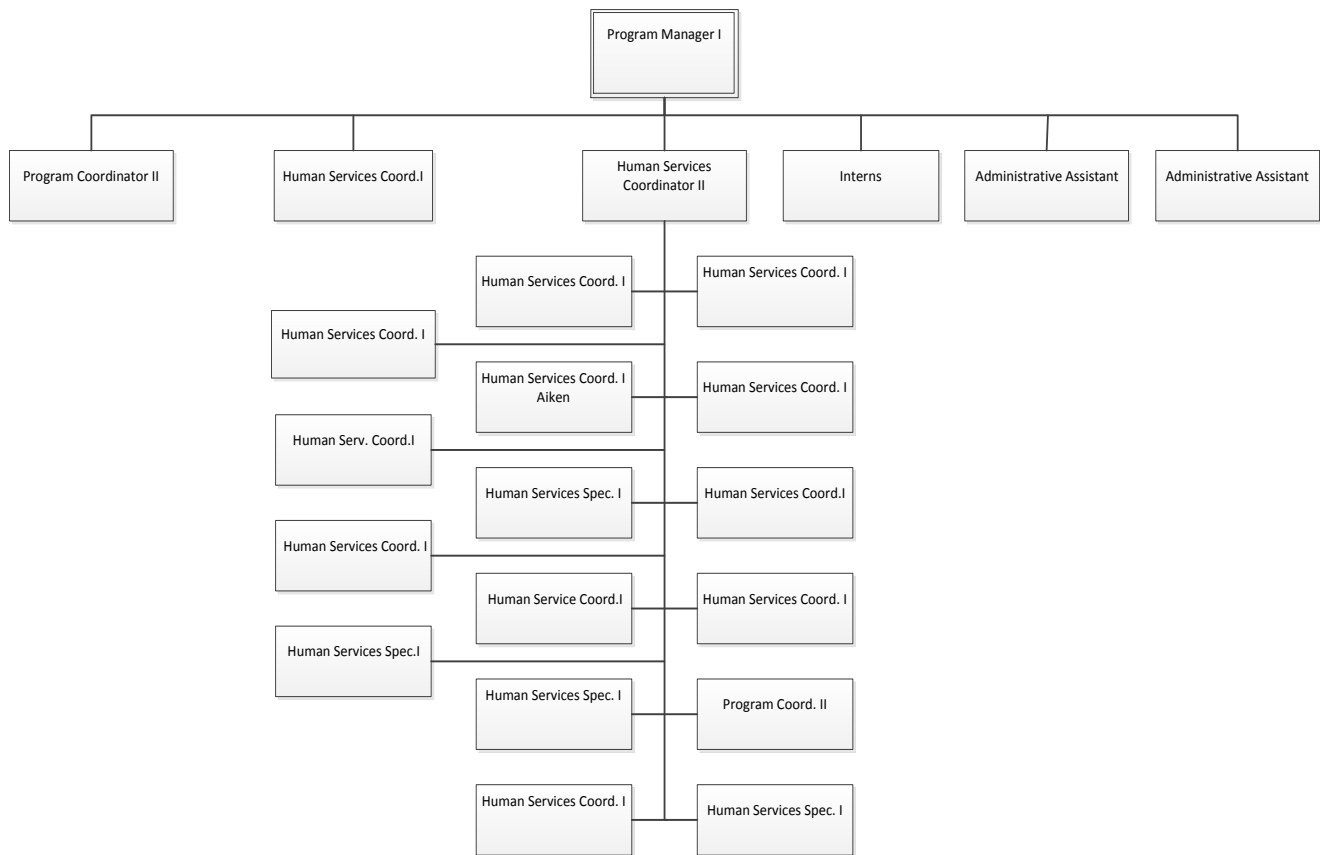 Program Manager I
Program Coordinator II
Human Services Coord.I
Human Services
Coordinator II
Interns
Administrative Assistant
Administrative Assistant
Human Services Coord. I
Human Services Coord. I
Human Services Coord. I
Human Services Coord. I
Aiken
Human Services Coord. I
Human Serv. Coord.I
Human Services Spec. I
Human Services Coord.I
Human Services Coord. I
Human Service Coord.I
Human Services Coord. I
Human Services Spec.I
Human Services Spec. I
Program Coord. II
Human Services Coord. I
Human Services Spec. I